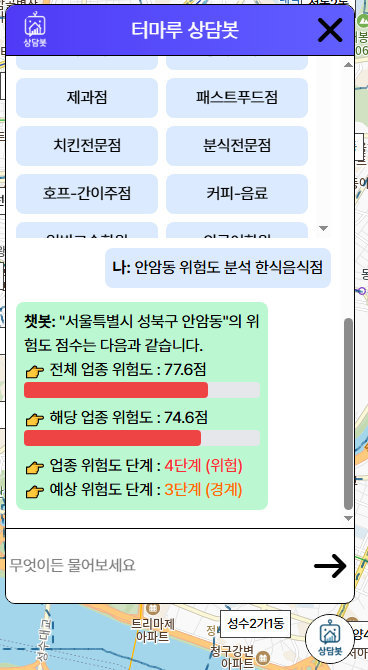 상담봇
테마루 상담봇
제과점
패스트푸드점
치킨전문점
분식전문점
호프-간이주점
커피-음료
나: 안암동 위험도 분석 한식음식점
챗봇: "서울특별시 성북구 안암동"의 위
험도 점수는 다음과 같습니다.
👉 전체 업종 위험도 : 77.6점
👉 해당 업종 위험도 : 74.6점
👉 업종 위험도 단계 : 4단계 (위험)
👉 예상 위험도 단계 : 3단계 (경계)
무엇이든 물어보세요
성수2가1동
트리마제
아파트
강변
아파트
성수대교
상담봇